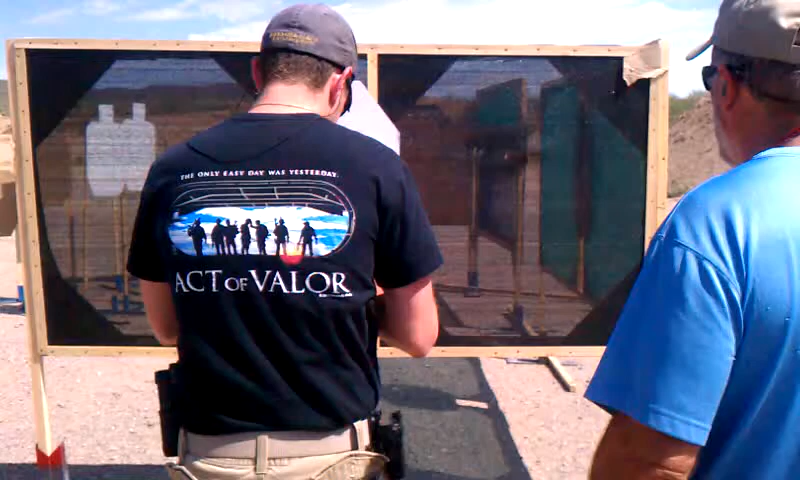 THE ONLY EASY DAY WAS YESTERDAY.
ACT OF VALOR